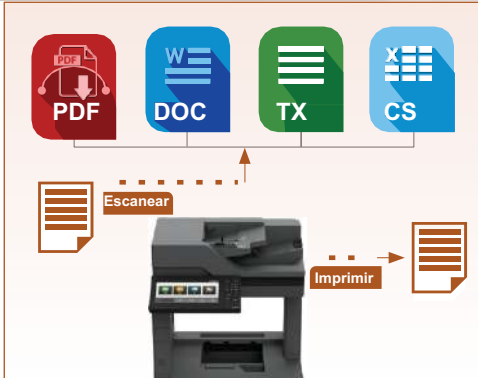 PDF
W
X
PDF DOC TX CS
Escanear
Imprimir